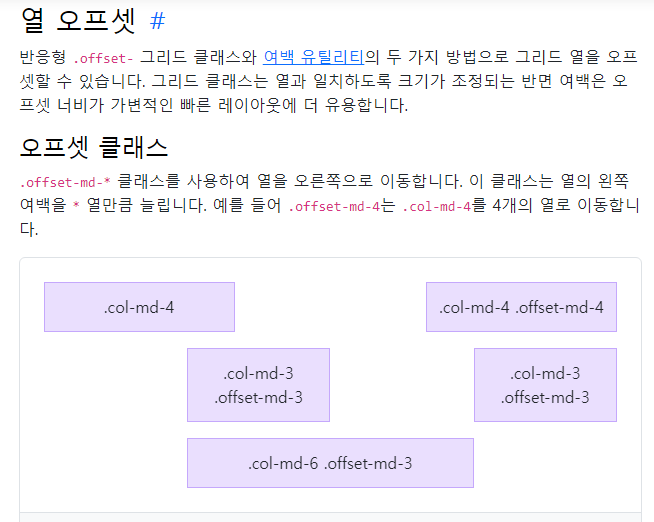 열 오프셋 #
반응형 .offset- 그리드 클래스와 여백 유틸리티의 두 가지 방법으로 그리드 열을 오프
셋할 수 있습니다. 그리드 클래스는 열과 일치하도록 크기가 조정되는 반면 여백은 오
프셋 너비가 가변적인 빠른 레이아웃에 더 유용합니다.
오프셋 클래스
.offset-md-* 클래스를 사용하여 열을 오른쪽으로 이동합니다. 이 클래스는 열의 왼쪽
여백을 * 열만큼 늘립니다. 예를 들어 .offset-md-4는 .col-md-4를 4개의 열로 이동합니
다.
.col-md-4
.col-md-4 .offset-md-4
.col-md-3
.offset-md-3
.col-md-3
.offset-md-3
.col-md-6 .offset-md-3